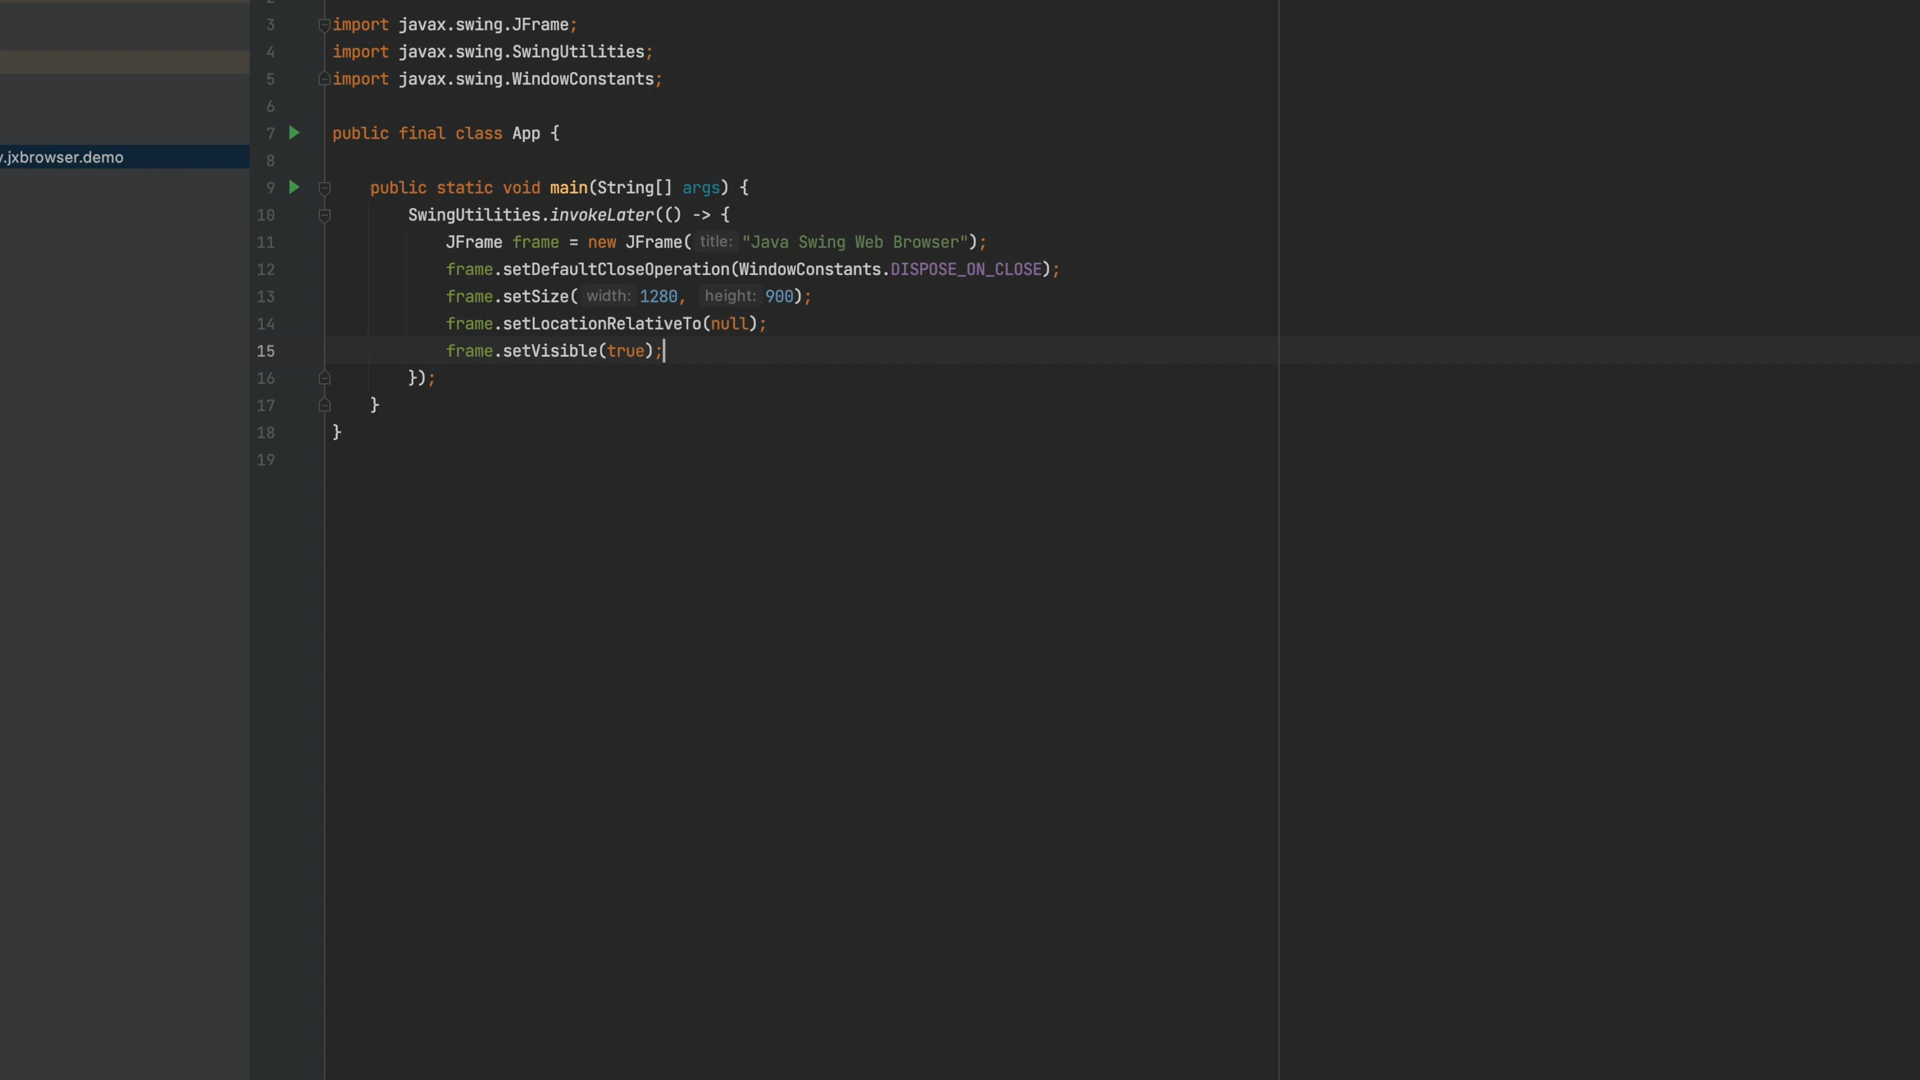 3 import javax.swing.JFrame;
4 import javax.swing.SwingUtilities;
5 import javax.swing.WindowConstants;
6
7 public final class App {
8
.jxbrowser.demo
9 public static void main(String[] args) {
10 SwingUtilities.invokeLater(() -> {
11 JFrame frame = new JFrame( title: "Java Swing Web Browser");
12 frame.setDefaultCloseOperation(WindowConstants.DISPOSE_ON_CLOSE);
13 frame.setSize( width: 1280, height: 900);
14 frame.setLocationRelativeTo(null);
15 frame.setVisible(true);
16 });
17 }
18 }
19